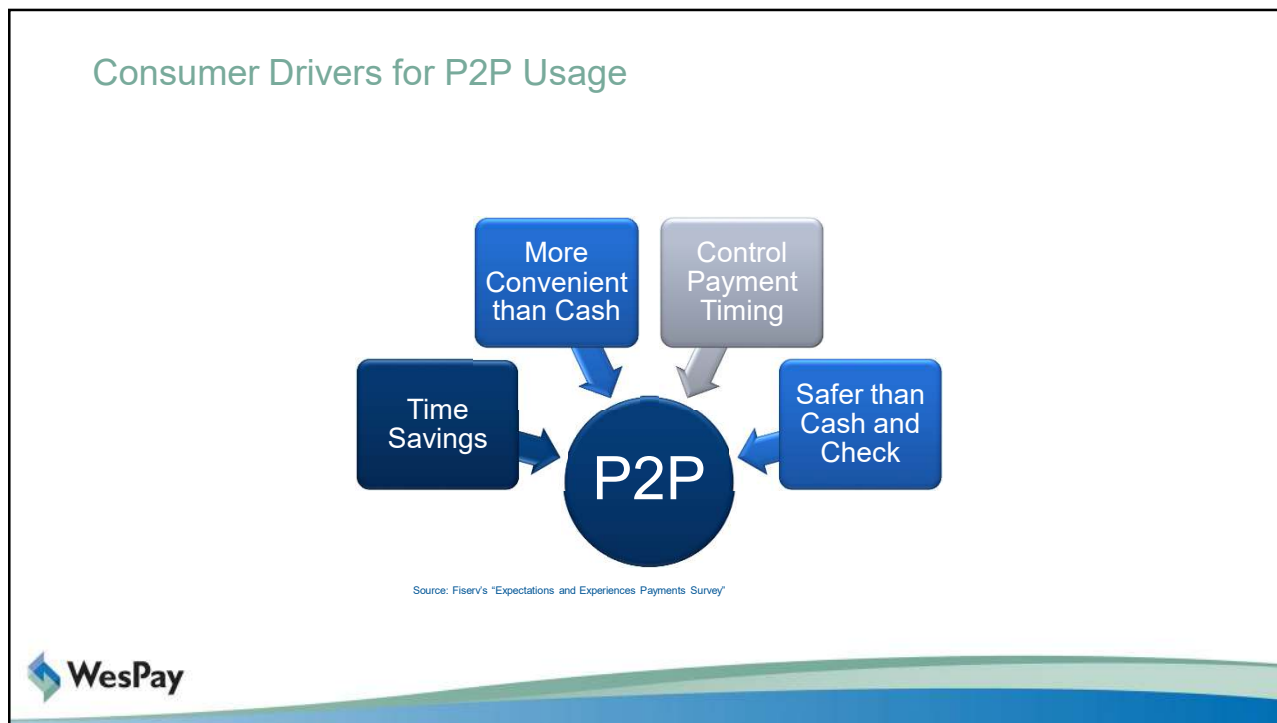 Consumer Drivers for P2P Usage
More
Convenient
than Cash
Control
Payment
Timing
Time
Savings
Safer than
Cash and
Check
P2P
Source: Fiserv's "Expectations and Experiences Payments Survey"
WesPay